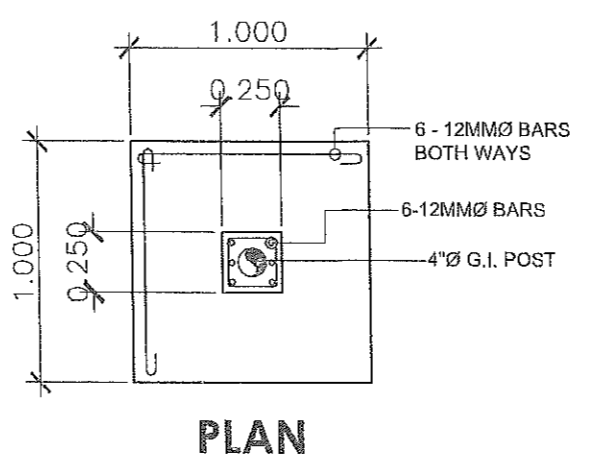 1.000
0.250
6 - 12MMØ BARS
BOTH WAYS
6-12MMØ BARS
4"Ø G.I. POST
1.000
0.250
PLAN